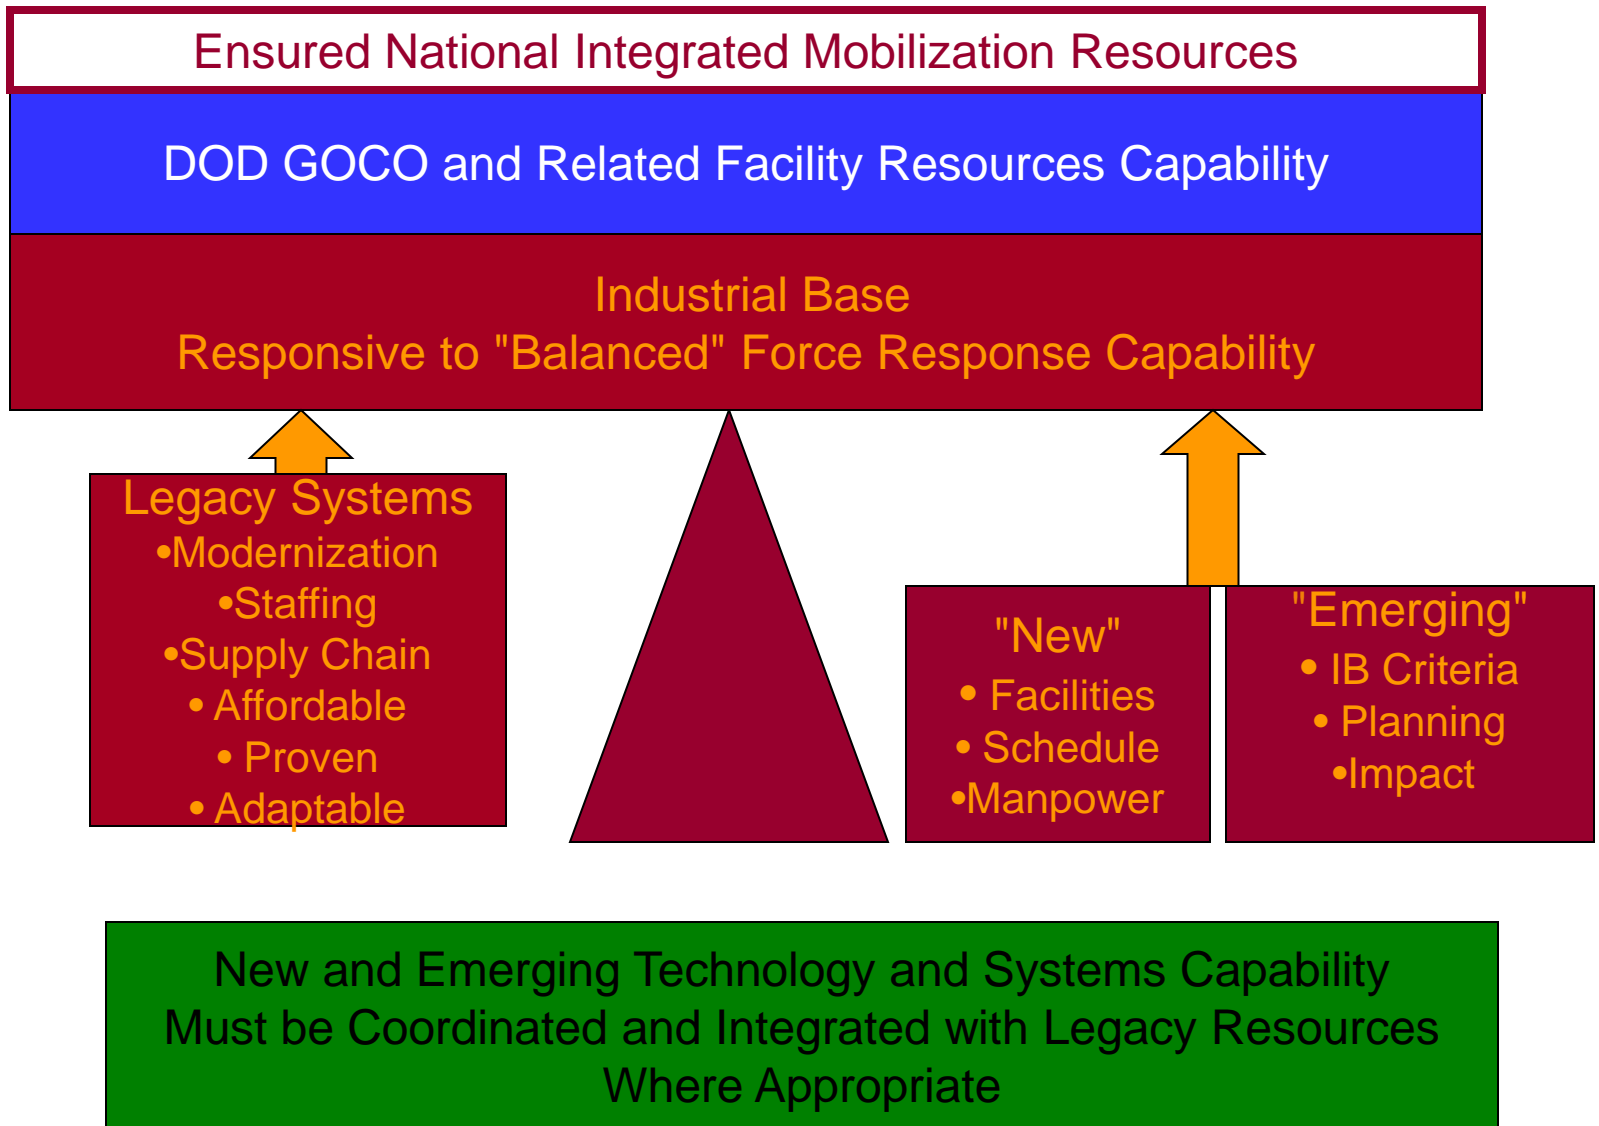 Ensured National Integrated Mobilization Resources
DOD GOCO and Related Facility Resources Capability
Industrial Base
Responsive to "Balanced" Force Response Capability
Legacy Systems
•Modernization
•Staffing
•Supply Chain
• Affordable
• Proven
• Adaptable
"New"
• Facilities
• Schedule
•Manpower
"Emerging"
• IB Criteria
• Planning
•Impact
New and Emerging Technology and Systems Capability
Must be Coordinated and Integrated with Legacy Resources
Where Appropriate